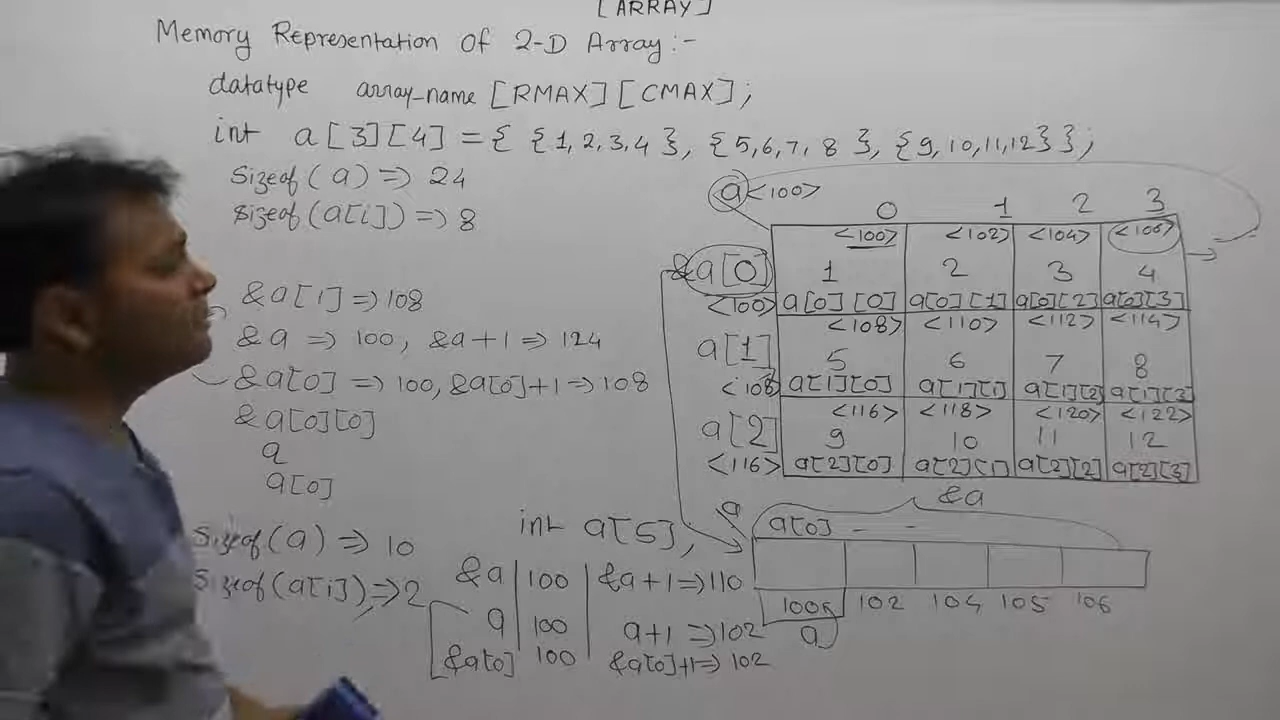 [ARRAY]
Memory Representation Of 2-D Array:-
datatype array_name [RMAX][CMAX];
int a[3][4] = { {1,2,3,4}, {5,6,7,8}, {9,10,11,12} };
Sizeof(a) => 24
Sizeof(a[i]) => 8
a <100>
0 1 2 3
<100> <102> <104> <106>
&a[0] 1 2 3 4
<100> a[0][0] a[0][1] a[0][2] a[0][3]
<108> <110> <112> <114>
a[1] 5 6 7 8
<108> a[1][0] a[1][1] a[1][2] a[1][3]
<116> <118> <120> <122>
a[2] 9 10 11 12
<116> a[2][0] a[2][1] a[2][2] a[2][3]
&a[1] => 108
&a => 100, &a+1 => 124
&a[0] => 100, &a[0]+1 => 108
&a[0][0]
a
a[0]
Sizeof(a) => 10
Sizeof(a[i]) => 2
int a[5],
&a 100 &a+1 => 110
a 100 a+1 => 102
&a[0] 100 &a[0]+1 => 102
&a
a a[0] - -
102 104 105 106
a